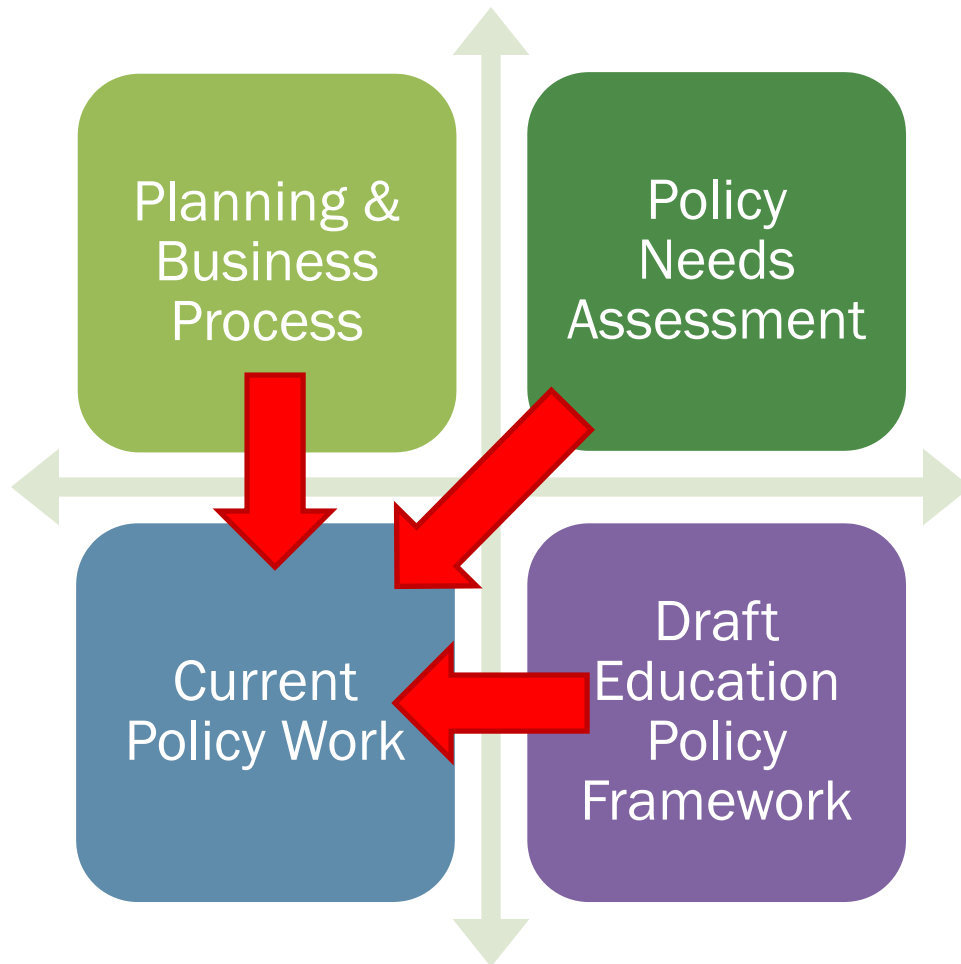 Planning &
Business
Process
Policy
Needs
Assessment
Current
Policy Work
Draft
Education
Policy
Framework